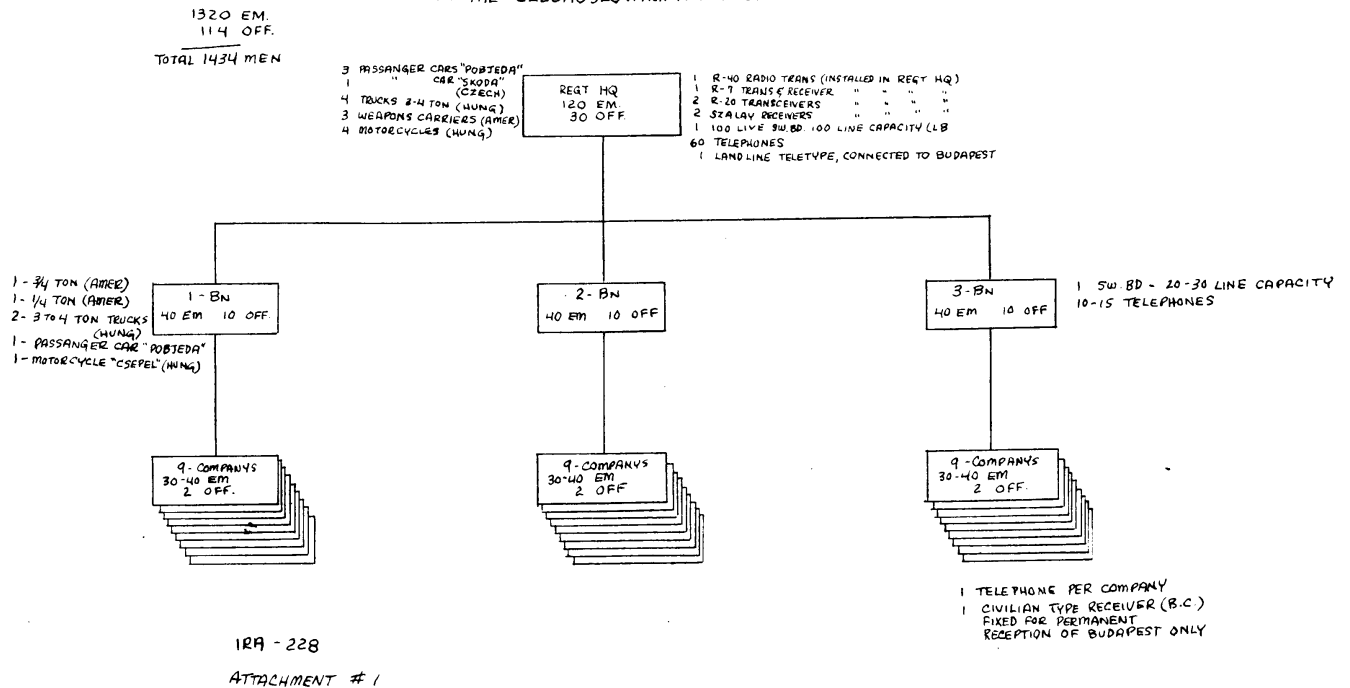 1320 EM.
114 OFF.
TOTAL 1434 MEN
3 PASSANGER CARS "POBJEDA"
1 " CAR "SKODA"
(CZECH)
4 TRUCKS 3-4 TON (HUNG)
3 WEAPONS CARRIERS (AMER)
4 MOTORCYCLES (HUNG)
REGT HQ
120 EM.
30 OFF.
1 R-40 RADIO TRANS (INSTALLED IN REGT HQ)
1 R-7 TRANS & RECEIVER " " " "
2 R-20 TRANSCEIVERS " " " "
2 SZALAY RECEIVERS " " " "
1 100 LIVE SW.BD. 100 LINE CAPACITY (LB
60 TELEPHONES
1 LAND LINE TELETYPE, CONNECTED TO BUDAPEST
1 - 3/4 TON (AMER)
1 - 1/4 TON (AMER)
2 - 3 TO 4 TON TRUCKS
(HUNG)
1 - PASSANGER CAR "POBJEDA"
1 - MOTORCYCLE "CSEPEL" (HUNG)
1 - BN
40 EM 10 OFF.
2 - BN
40 EM 10 OFF
3 - BN
40 EM 10 OFF
1 SW. BD - 20-30 LINE CAPACITY
10-15 TELEPHONES
9 - COMPANYS
30-40 EM
2 OFF.
9 - COMPANYS
30-40 EM
2 OFF
9 - COMPANYS
30-40 EM
2 OFF.
1 TELEPHONE PER COMPANY
1 CIVILIAN TYPE RECEIVER (B.C.)
FIXED FOR PERMANENT
RECEPTION OF BUDAPEST ONLY
IRA - 228
ATTACHMENT # 1